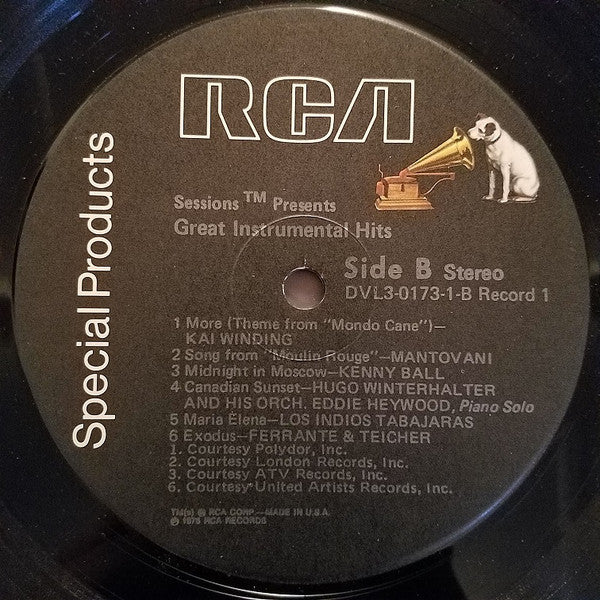 RCA
Special Products
Sessions TM Presents
Great Instrumental Hits
Side B Stereo
DVL3-0173-1-B Record 1
1 More (Theme from "Mondo Cane")—
KAI WINDING
2 Song from "Moulin Rouge"—MANTOVANI
3 Midnight in Moscow—KENNY BALL
4 Canadian Sunset—HUGO WINTERHALTER
AND HIS ORCH. EDDIE HEYWOOD, Piano Solo
5 Maria Elena—LOS INDIOS TABAJARAS
6 Exodus—FERRANTE & TEICHER
1. Courtesy Polydor, Inc.
2. Courtesy London Records, Inc.
3. Courtesy ATV Records, Inc.
6. Courtesy United Artists Records, Inc.
TM(s) ® RCA CORP.—MADE IN U.S.A.
℗ 1975 RCA RECORDS